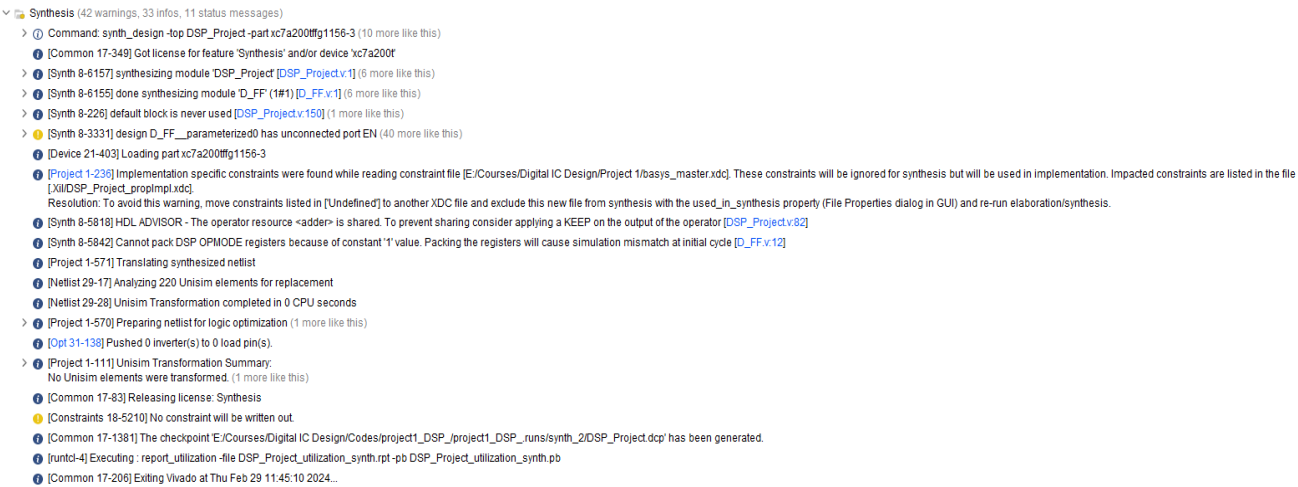 Synthesis (42 warnings, 33 infos, 11 status messages)
Command: synth_design -top DSP_Project -part xc7a200tffg1156-3 (10 more like this)
[Common 17-349] Got license for feature 'Synthesis' and/or device 'xc7a200t'
[Synth 8-6157] synthesizing module 'DSP_Project' [DSP_Project.v:1] (6 more like this)
[Synth 8-6155] done synthesizing module 'D_FF' (1#1) [D_FF.v:1] (6 more like this)
[Synth 8-226] default block is never used [DSP_Project.v:150] (1 more like this)
[Synth 8-3331] design D_FF__parameterized0 has unconnected port EN (40 more like this)
[Device 21-403] Loading part xc7a200tffg1156-3
[Project 1-236] Implementation specific constraints were found while reading constraint file [E:/Courses/Digital IC Design/Project 1/basys_master.xdc]. These constraints will be ignored for synthesis but will be used in implementation. Impacted constraints are listed in the file
[.Xil/DSP_Project_propImpl.xdc].
Resolution: To avoid this warning, move constraints listed in ['Undefined'] to another XDC file and exclude this new file from synthesis with the used_in_synthesis property (File Properties dialog in GUI) and re-run elaboration/synthesis.
[Synth 8-5818] HDL ADVISOR - The operator resource <adder> is shared. To prevent sharing consider applying a KEEP on the output of the operator [DSP_Project.v:82]
[Synth 8-5842] Cannot pack DSP OPMODE registers because of constant '1' value. Packing the registers will cause simulation mismatch at initial cycle [D_FF.v:12]
[Project 1-571] Translating synthesized netlist
[Netlist 29-17] Analyzing 220 Unisim elements for replacement
[Netlist 29-28] Unisim Transformation completed in 0 CPU seconds
[Project 1-570] Preparing netlist for logic optimization (1 more like this)
[Opt 31-138] Pushed 0 inverter(s) to 0 load pin(s).
[Project 1-111] Unisim Transformation Summary:
No Unisim elements were transformed. (1 more like this)
[Common 17-83] Releasing license: Synthesis
[Constraints 18-5210] No constraint will be written out.
[Common 17-1381] The checkpoint 'E:/Courses/Digital IC Design/Codes/project1_DSP_/project1_DSP_.runs/synth_2/DSP_Project.dcp' has been generated.
[runtcl-4] Executing : report_utilization -file DSP_Project_utilization_synth.rpt -pb DSP_Project_utilization_synth.pb
[Common 17-206] Exiting Vivado at Thu Feb 29 11:45:10 2024...